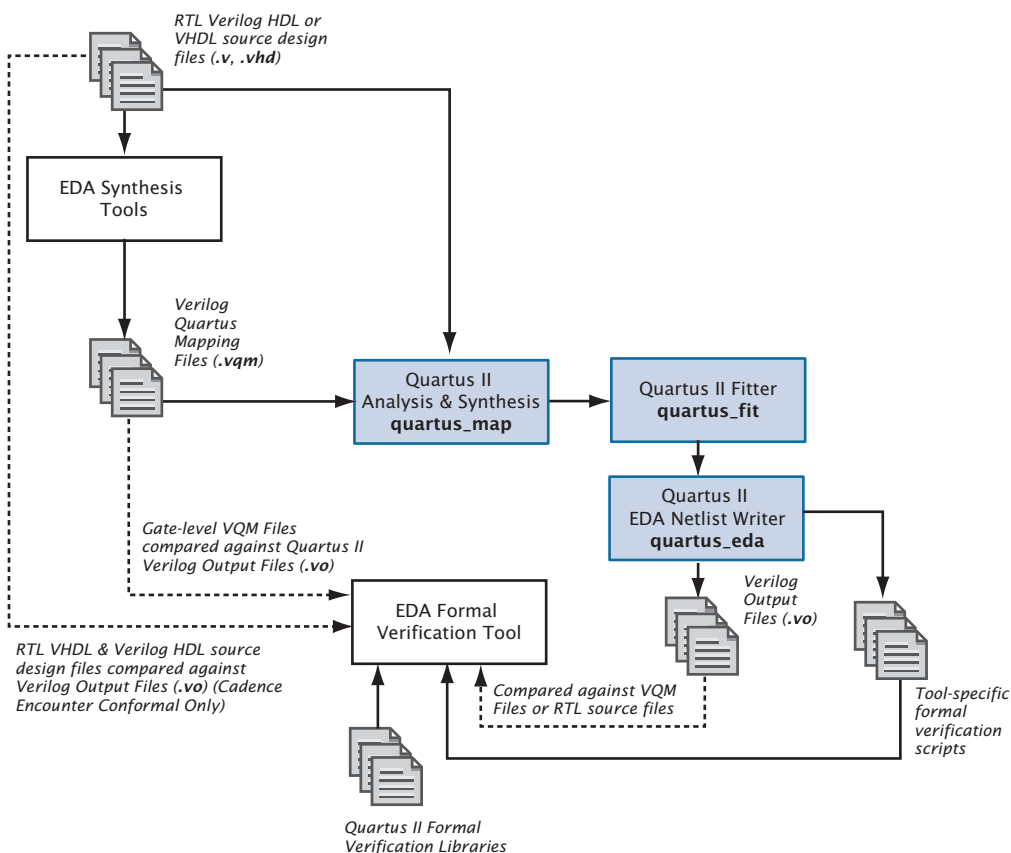 RTL Verilog HDL or
VHDL source design
files (.v, .vhd)
EDA Synthesis
Tools
Verilog
Quartus
Mapping
Files (.vqm)
Quartus II
Analysis & Synthesis
quartus_map
Quartus II Fitter
quartus_fit
Quartus II
EDA Netlist Writer
quartus_eda
Gate-level VQM Files
compared against Quartus II
Verilog Output Files (.vo)
Verilog
Output
Files (.vo)
EDA Formal
Verification Tool
RTL VHDL & Verilog HDL source
design files compared against
Verilog Output Files (.vo) (Cadence
Encounter Conformal Only)
Compared against VQM
Files or RTL source files
Tool-specific
formal
verification
scripts
Quartus II Formal
Verification Libraries